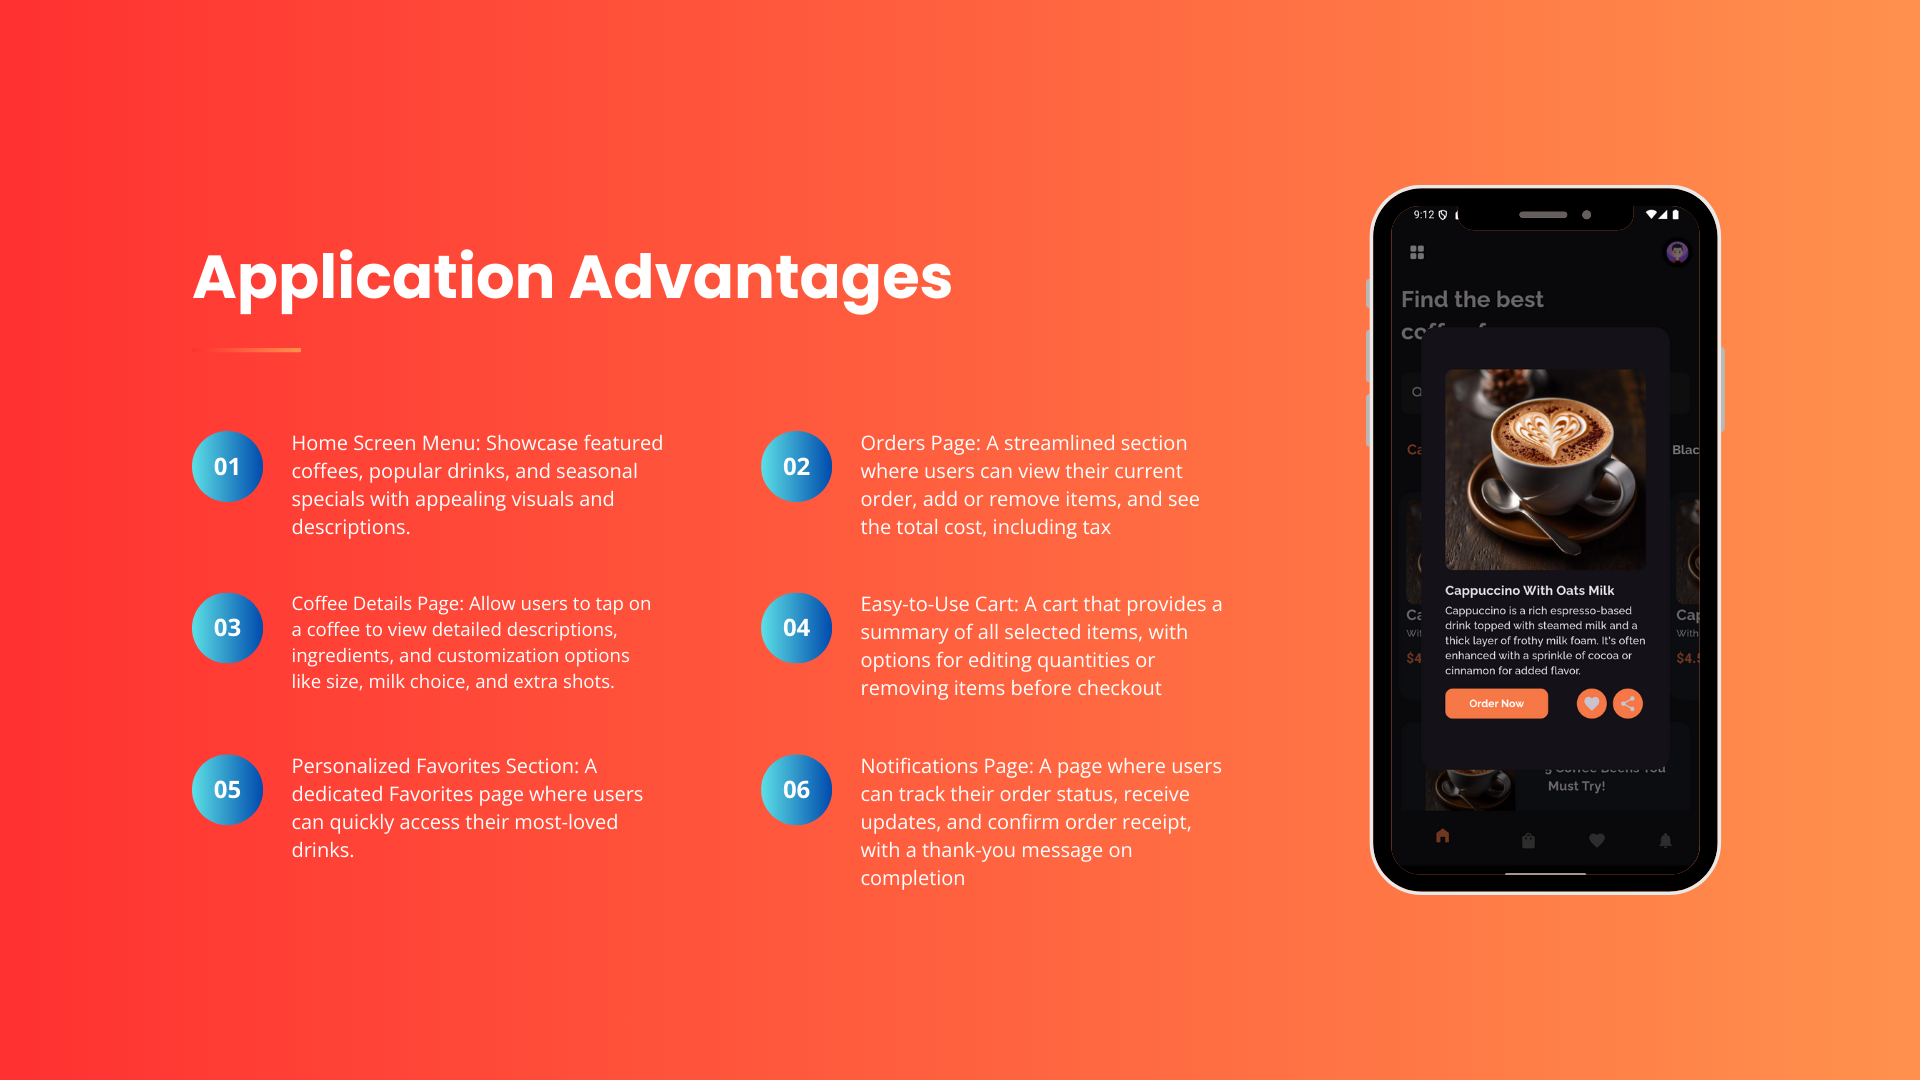 Application Advantages
01
Home Screen Menu: Showcase featured
coffees, popular drinks, and seasonal
specials with appealing visuals and
descriptions.
02
Orders Page: A streamlined section
where users can view their current
order, add or remove items, and see
the total cost, including tax
03
Coffee Details Page: Allow users to tap on
a coffee to view detailed descriptions,
ingredients, and customization options
like size, milk choice, and extra shots.
04
Easy-to-Use Cart: A cart that provides a
summary of all selected items, with
options for editing quantities or
removing items before checkout
05
Personalized Favorites Section: A
dedicated Favorites page where users
can quickly access their most-loved
drinks.
06
Notifications Page: A page where users
can track their order status, receive
updates, and confirm order receipt,
with a thank-you message on
completion
9:12
Find the best
Blac
Cappuccino With Oats Milk
Cappuccino is a rich espresso-based
drink topped with steamed milk and a
thick layer of frothy milk foam. It's often
enhanced with a sprinkle of cocoa or
cinnamon for added flavor.
Order Now
Ca
Ca
Wit
$4
Cap
With
$4.5
5 Coffee Beens You
Must Try!